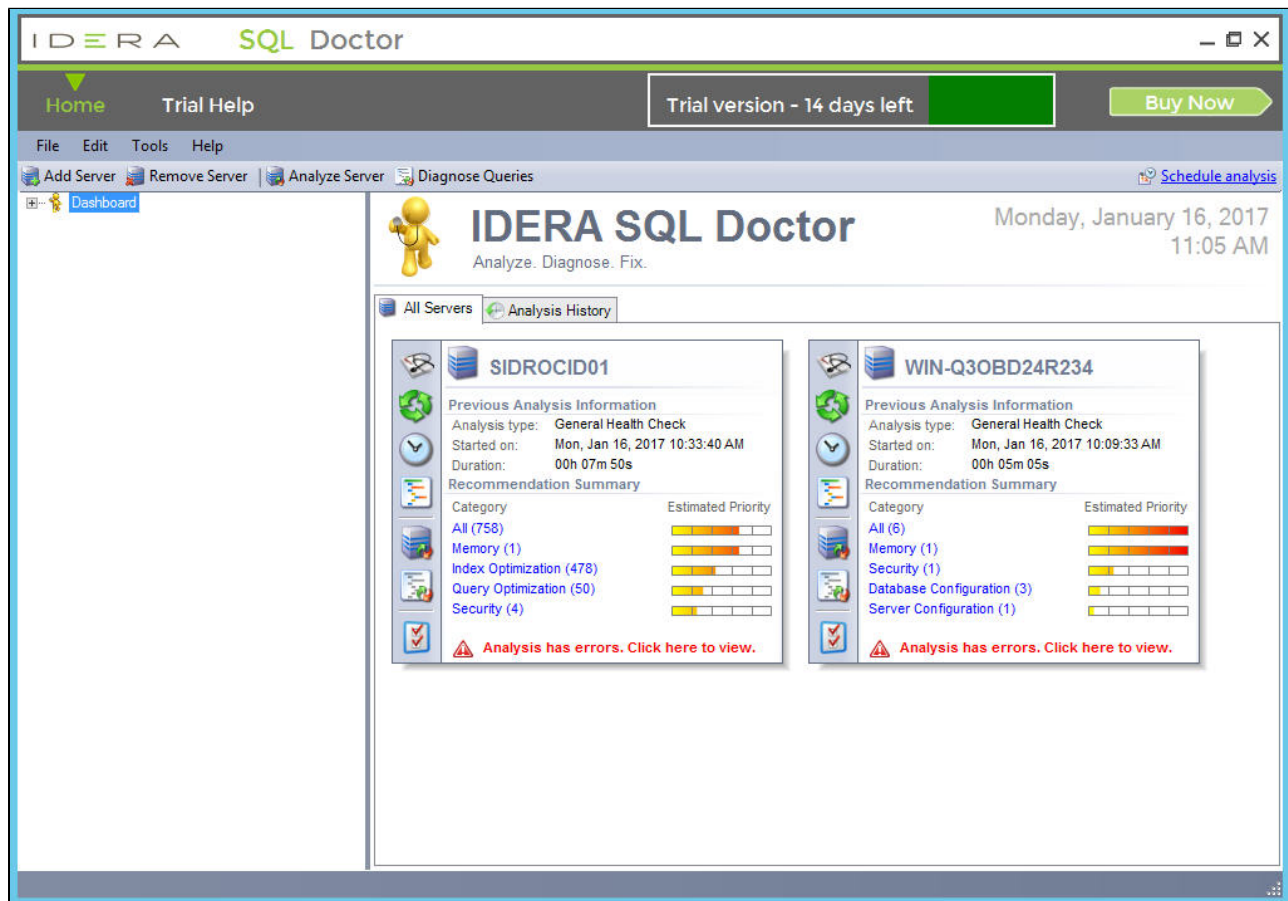 IDERA SQL Doctor
Home Trial Help Trial version - 14 days left Buy Now
File Edit Tools Help
Add Server Remove Server Analyze Server Diagnose Queries Schedule analysis
Dashboard
IDERA SQL Doctor
Analyze. Diagnose. Fix.
Monday, January 16, 2017
11:05 AM
All Servers Analysis History
SIDROCID01
Previous Analysis Information
Analysis type: General Health Check
Started on: Mon, Jan 16, 2017 10:33:40 AM
Duration: 00h 07m 50s
Recommendation Summary
Category Estimated Priority
All (758)
Memory (1)
Index Optimization (478)
Query Optimization (50)
Security (4)
Analysis has errors. Click here to view.
WIN-Q3OBD24R234
Previous Analysis Information
Analysis type: General Health Check
Started on: Mon, Jan 16, 2017 10:09:33 AM
Duration: 00h 05m 05s
Recommendation Summary
Category Estimated Priority
All (6)
Memory (1)
Security (1)
Database Configuration (3)
Server Configuration (1)
Analysis has errors. Click here to view.